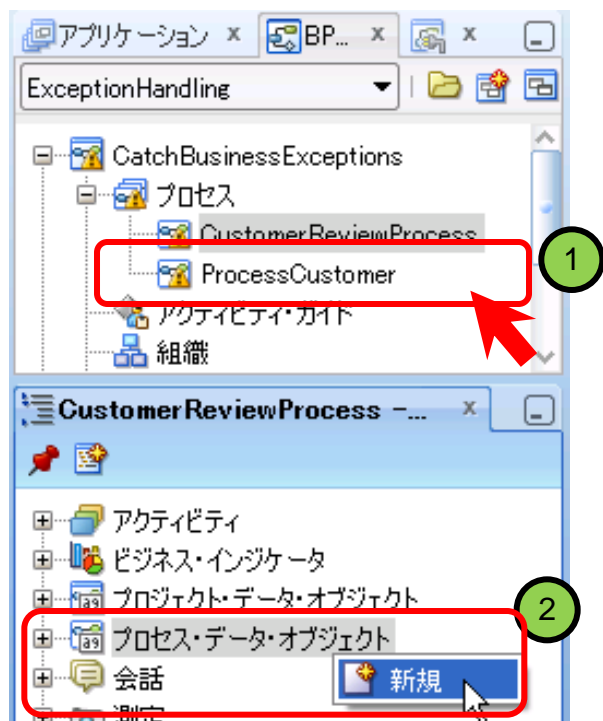 アプリケーション x BP... x x
ExceptionHandling
CatchBusinessExceptions
プロセス
CustomerReviewProcess
ProcessCustomer
1
アクティビティ・ガイド
組織
CustomerReviewProcess –... x
アクティビティ
ビジネス・インジケータ
プロジェクト・データ・オブジェクト
2
プロセス・データ・オブジェクト
会話
新規
測定